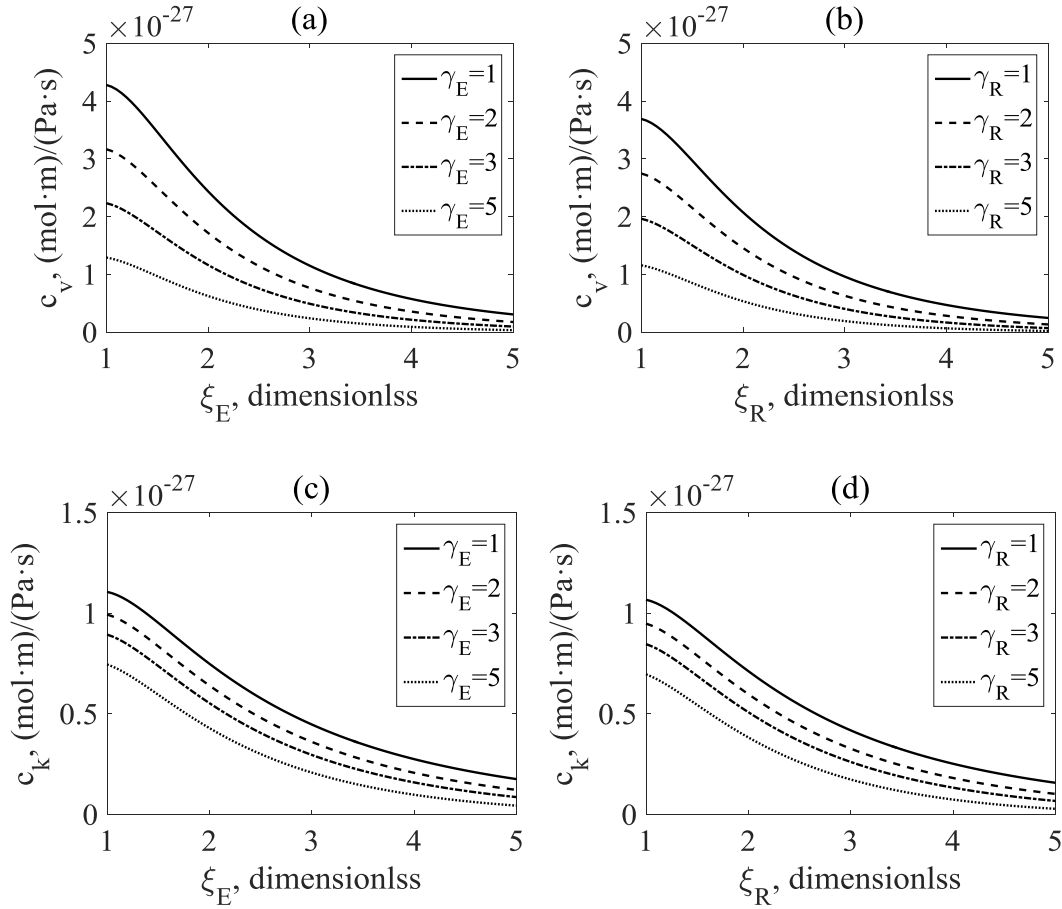 (a)
×10⁻²⁷
c_v, (mol·m)/(Pa·s)
5
4
3
2
1
0
γ_E=1
γ_E=2
γ_E=3
γ_E=5
1 2 3 4 5
ξ_E, dimensionlss
(b)
×10⁻²⁷
c_v, (mol·m)/(Pa·s)
5
4
3
2
1
0
γ_R=1
γ_R=2
γ_R=3
γ_R=5
1 2 3 4 5
ξ_R, dimensionlss
(c)
×10⁻²⁷
c_k, (mol·m)/(Pa·s)
1.5
1
0.5
0
γ_E=1
γ_E=2
γ_E=3
γ_E=5
1 2 3 4 5
ξ_E, dimensionlss
(d)
×10⁻²⁷
c_k, (mol·m)/(Pa·s)
1.5
1
0.5
0
γ_R=1
γ_R=2
γ_R=3
γ_R=5
1 2 3 4 5
ξ_R, dimensionlss